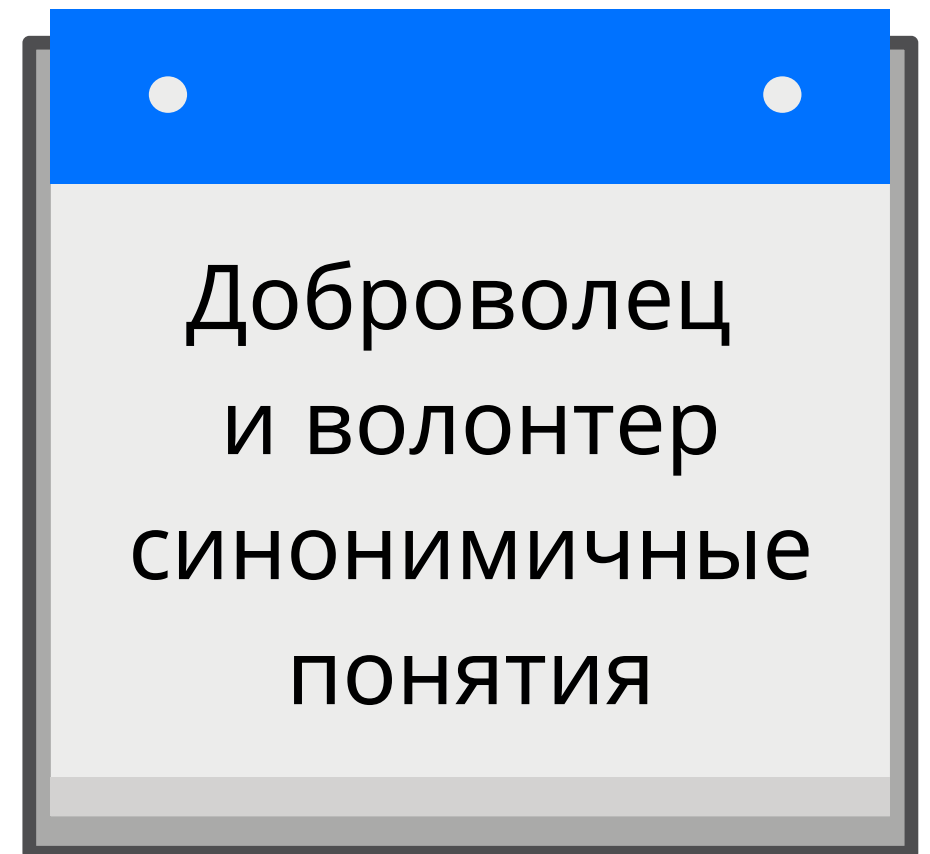 Доброволец
и волонтер
синонимичные
понятия